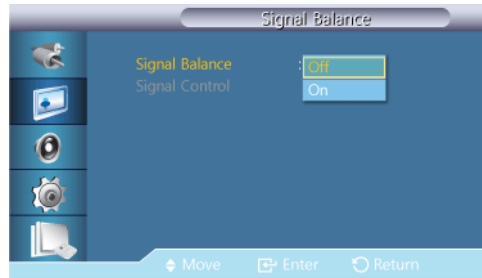 Signal Balance
Signal Balance : Off
Signal Control On
Move Enter Return